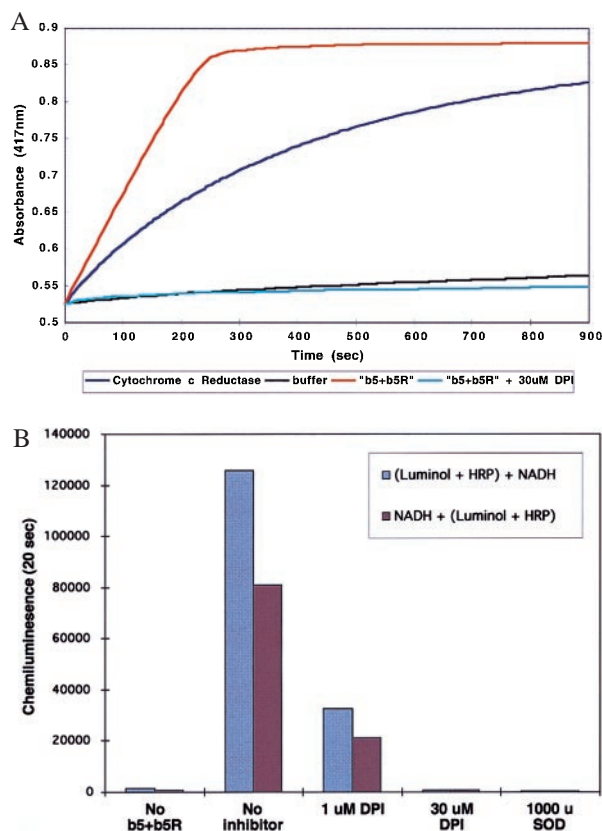 A
Absorbance (417nm)
0.9
0.85
0.8
0.75
0.7
0.65
0.6
0.55
0.5
0 100 200 300 400 500 600 700 800 900
Time (sec)
Cytochrome c Reductase buffer "b5+b5R" "b5+b5R" + 30uM DPI
B
Chemiluminesence (20 sec)
140000
120000
100000
80000
60000
40000
20000
0
(Luminol + HRP) + NADH
NADH + (Luminol + HRP)
No b5+b5R
No inhibitor
1 uM DPI
30 uM DPI
1000 u SOD